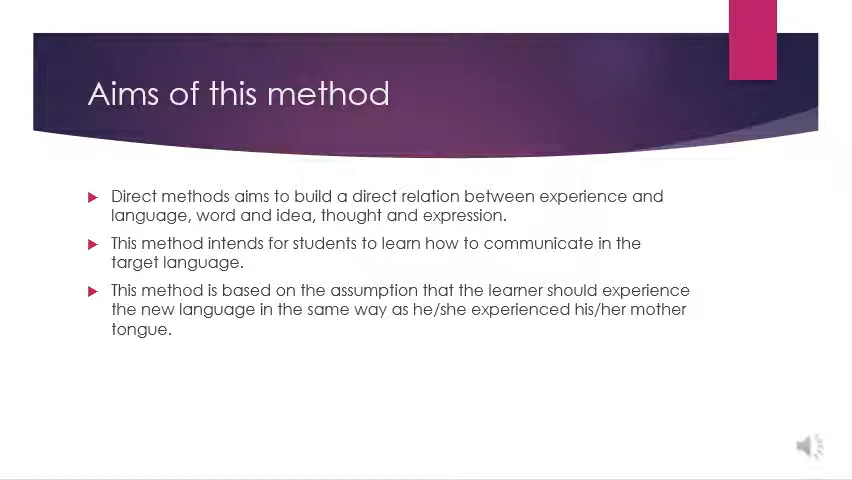 Aims of this method
Direct methods aims to build a direct relation between experience and
language, word and idea, thought and expression.
This method intends for students to learn how to communicate in the
target language.
This method is based on the assumption that the learner should experience
the new language in the same way as he/she experienced his/her mother
tongue.